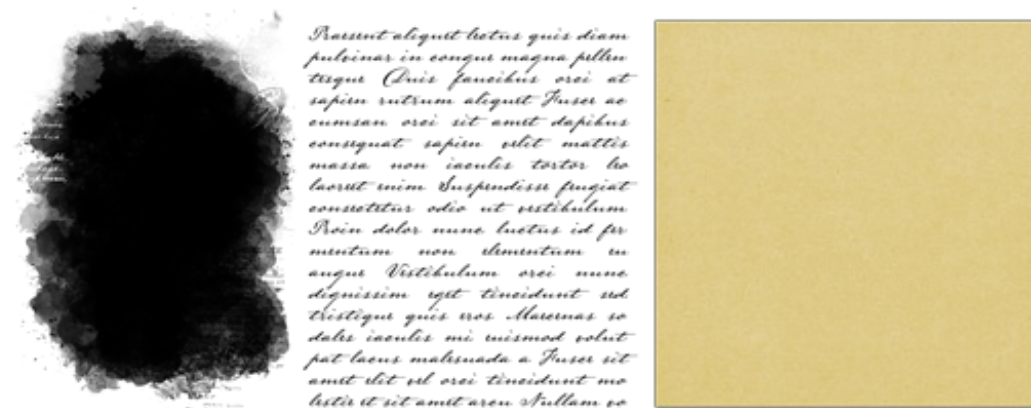 Praesent aliquet lectus quis diam
pulvinar in congue magna pellen
tesque Duis faucibus orci at
sapien rutrum aliquet Fusce ac
cumsan orci sit amet dapibus
consequat sapien velit mattis
massa non iaculis tortor leo
laoreet enim Suspendisse feugiat
consectetur odio ut vestibulum
Proin dolor nunc luctus id fer
mentum non elementum eu
augue Vestibulum orci nunc
dignissim eget tincidunt sed
tristique quis eros Maecenas so
dales iaculis mi euismod volut
pat lacus malesuada a Fusce sit
amet elit vel orci tincidunt mo
lestie et sit amet arcu Nullam vo